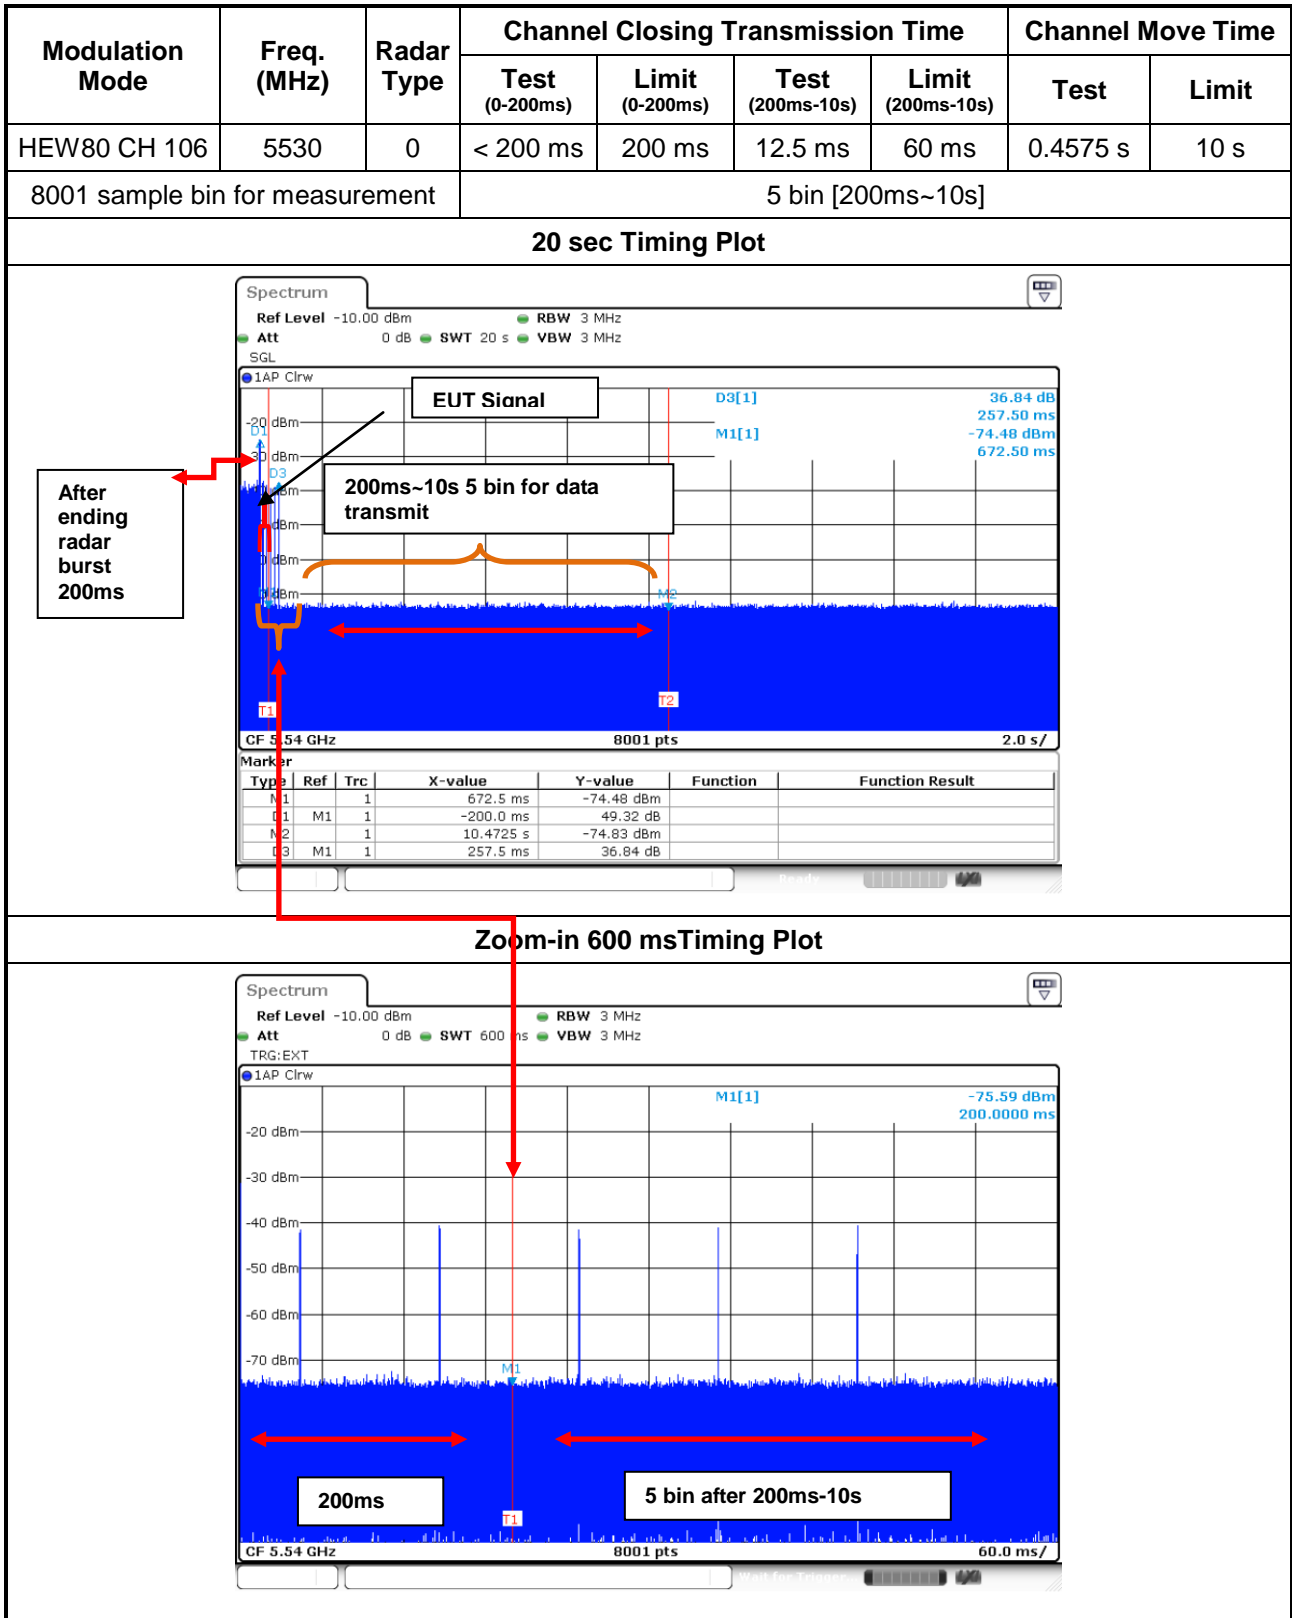 Modulation Mode
Freq. (MHz)
Radar Type
Channel Closing Transmission Time
Channel Move Time
Test (0-200ms)
Limit (0-200ms)
Test (200ms-10s)
Limit (200ms-10s)
Test
Limit
HEW80 CH 106
5530
0
< 200 ms
200 ms
12.5 ms
60 ms
0.4575 s
10 s
8001 sample bin for measurement
5 bin [200ms~10s]
20 sec Timing Plot
Spectrum
Ref Level -10.00 dBm
RBW 3 MHz
Att 0 dB SWT 20 s VBW 3 MHz
SGL
1AP Clrw
D3[1] 36.84 dB
257.50 ms
M1[1] -74.48 dBm
672.50 ms
EUT Signal
-20 dBm
D1
-30 dBm
D3
dBm
dBm
dBm
dBm
200ms~10s 5 bin for data
transmit
After
ending
radar
burst
200ms
M2
T1
T2
CF 5.54 GHz 8001 pts 2.0 s/
Marker
Type Ref Trc X-value Y-value Function Function Result
M1 1 672.5 ms -74.48 dBm
D1 M1 1 -200.0 ms 49.32 dB
M2 1 10.4725 s -74.83 dBm
D3 M1 1 257.5 ms 36.84 dB
Ready
Zoom-in 600 msTiming Plot
Spectrum
Ref Level -10.00 dBm
RBW 3 MHz
Att 0 dB SWT 600 ms VBW 3 MHz
TRG:EXT
1AP Clrw
M1[1] -75.59 dBm
200.0000 ms
-20 dBm
-30 dBm
-40 dBm
-50 dBm
-60 dBm
-70 dBm
M1
200ms
5 bin after 200ms-10s
T1
CF 5.54 GHz 8001 pts 60.0 ms/
Wait for Trigger